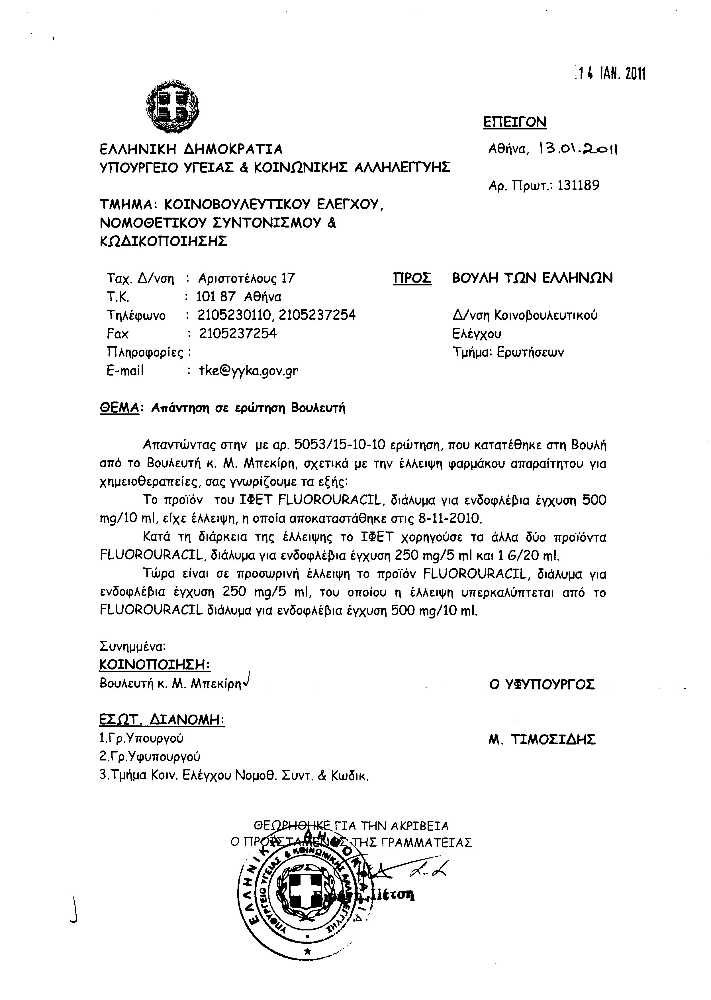 14 ΙΑΝ. 2011
ΕΠΕΙΓΟΝ
ΕΛΛΗΝΙΚΗ ΔΗΜΟΚΡΑΤΙΑ
Αθήνα, 13.01.2011
ΥΠΟΥΡΓΕΙΟ ΥΓΕΙΑΣ & ΚΟΙΝΩΝΙΚΗΣ ΑΛΛΗΛΕΓΓΥΗΣ
Αρ. Πρωτ.: 131189
ΤΜΗΜΑ: ΚΟΙΝΟΒΟΥΛΕΥΤΙΚΟΥ ΕΛΕΓΧΟΥ,
ΝΟΜΟΘΕΤΙΚΟΥ ΣΥΝΤΟΝΙΣΜΟΥ &
ΚΩΔΙΚΟΠΟΙΗΣΗΣ
Ταχ. Δ/νση : Αριστοτέλους 17
Τ.Κ. : 101 87 Αθήνα
Τηλέφωνο : 2105230110, 2105237254
Fax : 2105237254
Πληροφορίες :
E-mail : tke@yyka.gov.gr
ΠΡΟΣ ΒΟΥΛΗ ΤΩΝ ΕΛΛΗΝΩΝ
Δ/νση Κοινοβουλευτικού
Ελέγχου
Τμήμα: Ερωτήσεων
ΘΕΜΑ: Απάντηση σε ερώτηση Βουλευτή
Απαντώντας στην με αρ. 5053/15-10-10 ερώτηση, που κατατέθηκε στη Βουλή
από το Βουλευτή κ. Μ. Μπεκίρη, σχετικά με την έλλειψη φαρμάκου απαραίτητου για
χημειοθεραπείες, σας γνωρίζουμε τα εξής:
Το προϊόν του ΙΦΕΤ FLUOROURACIL, διάλυμα για ενδοφλέβια έγχυση 500
mg/10 ml, είχε έλλειψη, η οποία αποκαταστάθηκε στις 8-11-2010.
Κατά τη διάρκεια της έλλειψης το ΙΦΕΤ χορηγούσε τα άλλα δύο προϊόντα
FLUOROURACIL, διάλυμα για ενδοφλέβια έγχυση 250 mg/5 ml και 1 G/20 ml.
Τώρα είναι σε προσωρινή έλλειψη το προϊόν FLUOROURACIL, διάλυμα για
ενδοφλέβια έγχυση 250 mg/5 ml, του οποίου η έλλειψη υπερκαλύπτεται από το
FLUOROURACIL διάλυμα για ενδοφλέβια έγχυση 500 mg/10 ml.
Συνημμένα:
ΚΟΙΝΟΠΟΙΗΣΗ:
Βουλευτή κ. Μ. Μπεκίρη
Ο ΥΦΥΠΟΥΡΓΟΣ
ΕΣΩΤ. ΔΙΑΝΟΜΗ:
1.Γρ.Υπουργού
Μ. ΤΙΜΟΣΙΔΗΣ
2.Γρ.Υφυπουργού
3.Τμήμα Κοιν. Ελέγχου Νομοθ. Συντ. & Κωδικ.
ΘΕΩΡΗΘΗΚΕ ΓΙΑ ΤΗΝ ΑΚΡΙΒΕΙΑ
Ο ΠΡΟΪΣΤΑΜΕΝΟΣ ΤΗΣ ΓΡΑΜΜΑΤΕΙΑΣ
ΕΛΛΗΝΙΚΗ ΔΗΜΟΚΡΑΤΙΑ
ΥΠΟΥΡΓΕΙΟ ΥΓΕΙΑΣ & ΚΟΙΝΩΝΙΚΗΣ ΑΛΛΗΛΕΓΓΥΗΣ
Πέτση